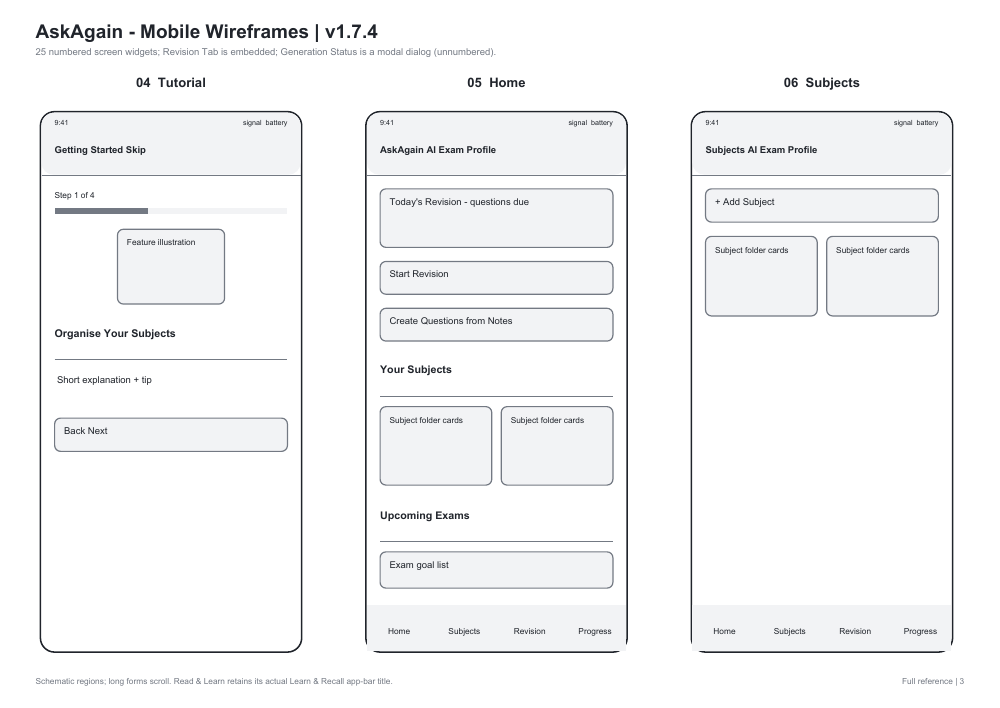 AskAgain - Mobile Wireframes | v1.7.4
25 numbered screen widgets; Revision Tab is embedded; Generation Status is a modal dialog (unnumbered).
04 Tutorial
9:41 signal battery
Getting Started Skip
Step 1 of 4
Feature illustration
Organise Your Subjects
Short explanation + tip
Back Next
05 Home
9:41 signal battery
AskAgain AI Exam Profile
Today's Revision - questions due
Start Revision
Create Questions from Notes
Your Subjects
Subject folder cards Subject folder cards
Upcoming Exams
Exam goal list
Home Subjects Revision Progress
06 Subjects
9:41 signal battery
Subjects AI Exam Profile
+ Add Subject
Subject folder cards Subject folder cards
Home Subjects Revision Progress
Schematic regions; long forms scroll. Read & Learn retains its actual Learn & Recall app-bar title.
Full reference | 3